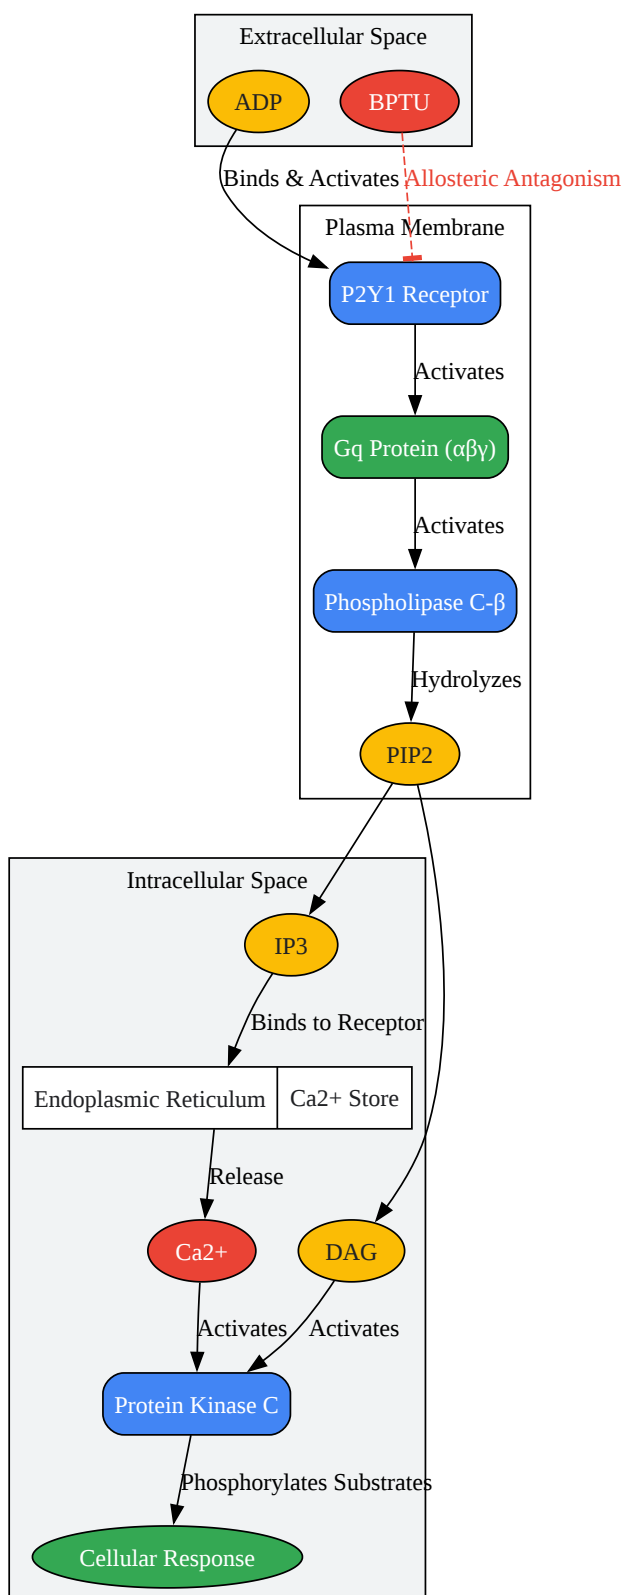 Extracellular Space
ADP
BPTU
Binds & Activates
Allosteric Antagonism
Plasma Membrane
P2Y1 Receptor
Activates
Gq Protein (αβγ)
Activates
Phospholipase C-β
Hydrolyzes
PIP2
Intracellular Space
IP3
Binds to Receptor
Endoplasmic Reticulum
Ca2+ Store
Release
Ca2+
DAG
Activates
Activates
Protein Kinase C
Phosphorylates Substrates
Cellular Response